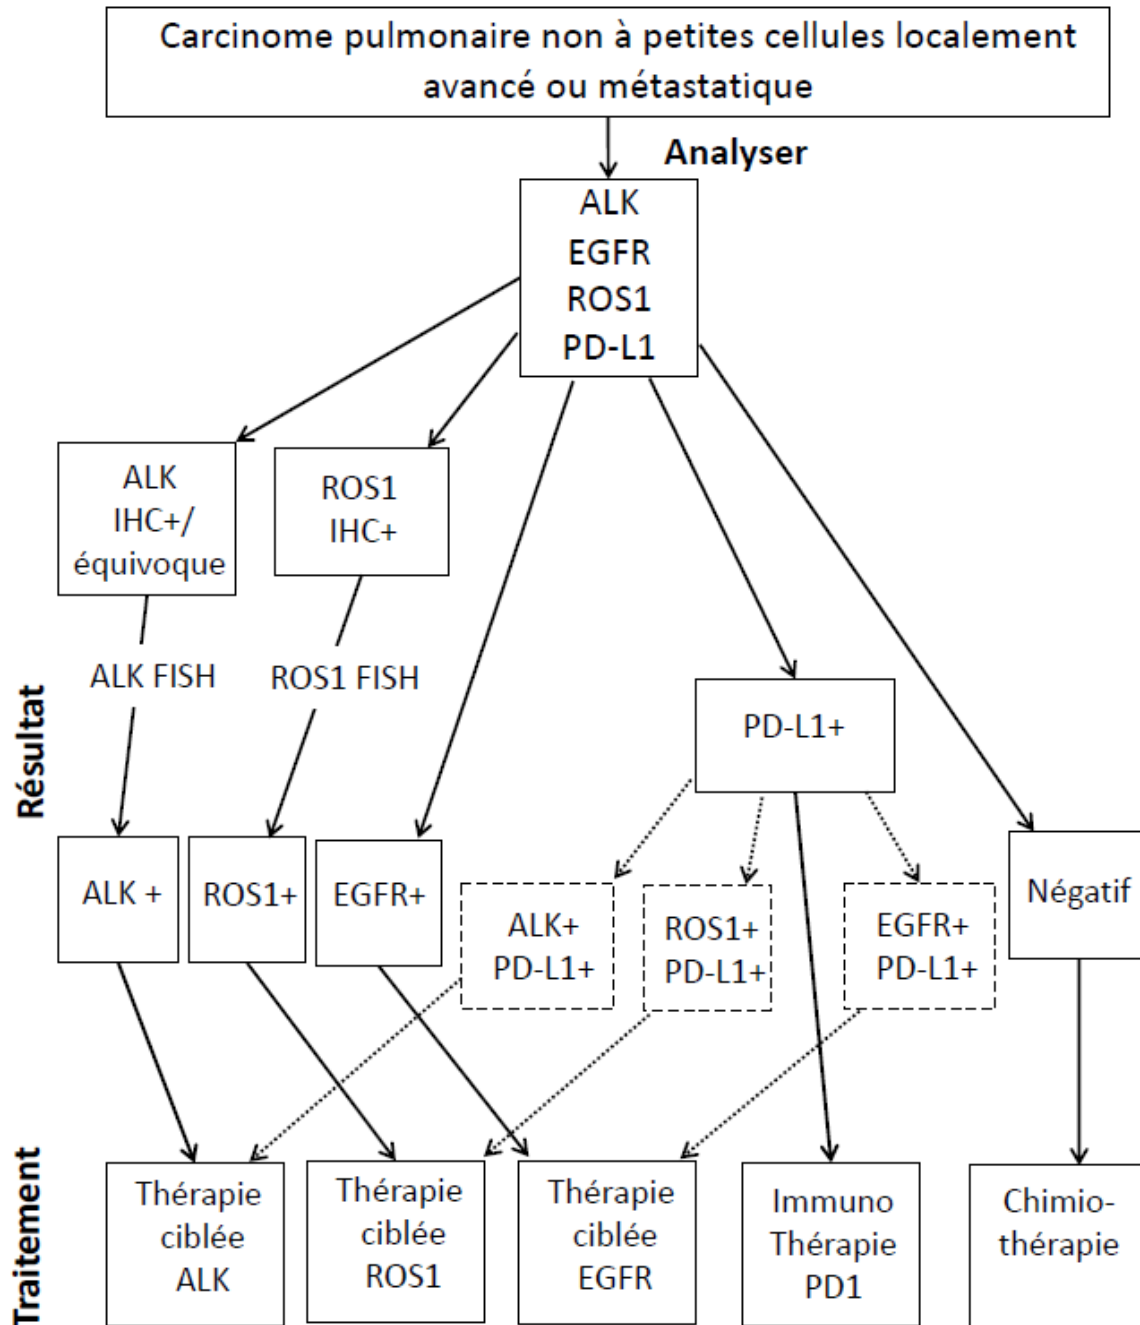 Carcinome pulmonaire non à petites cellules localement
avancé ou métastatique
Analyser
ALK
EGFR
ROS1
PD-L1
ALK
IHC+/
équivoque
ROS1
IHC+
ALK FISH
ROS1 FISH
Résultat
PD-L1+
ALK +
ROS1+
EGFR+
ALK+
PD-L1+
ROS1+
PD-L1+
EGFR+
PD-L1+
Négatif
Traitement
Thérapie
ciblée
ALK
Thérapie
ciblée
ROS1
Thérapie
ciblée
EGFR
Immuno
Thérapie
PD1
Chimio-
thérapie